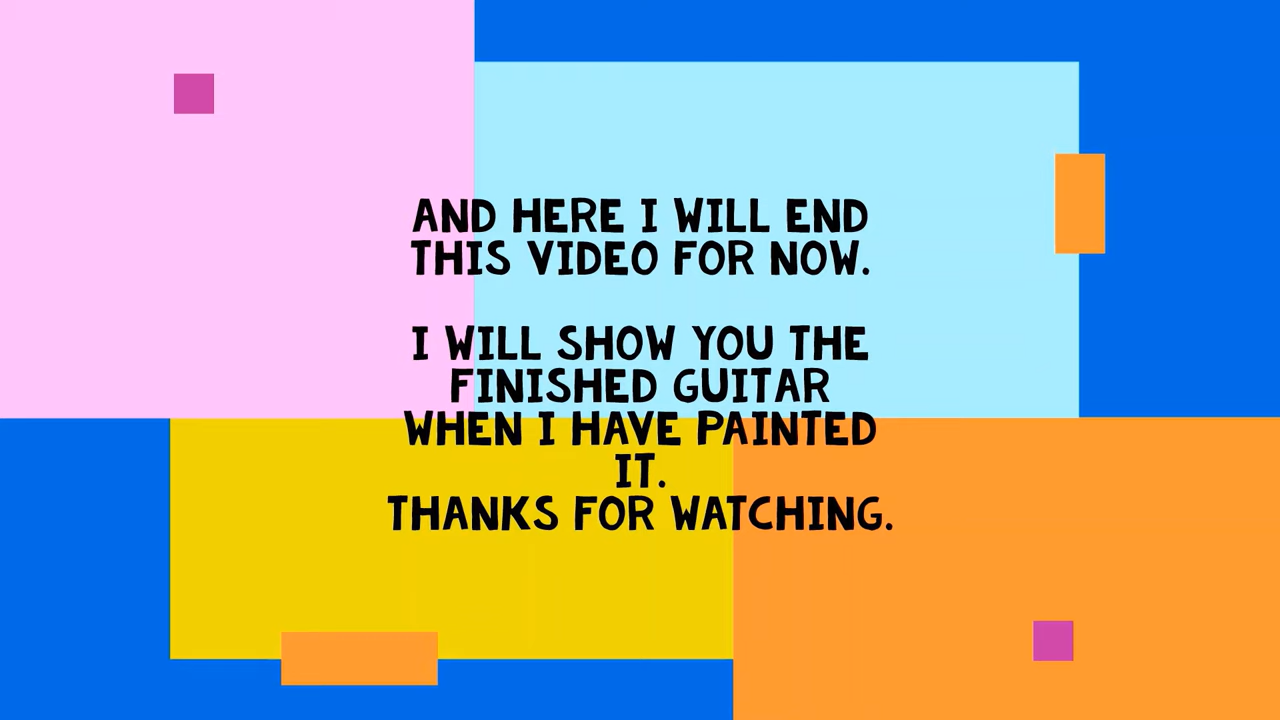 AND HERE I WILL END
THIS VIDEO FOR NOW.
I WILL SHOW YOU THE
FINISHED GUITAR
WHEN I HAVE PAINTED
IT.
THANKS FOR WATCHING.